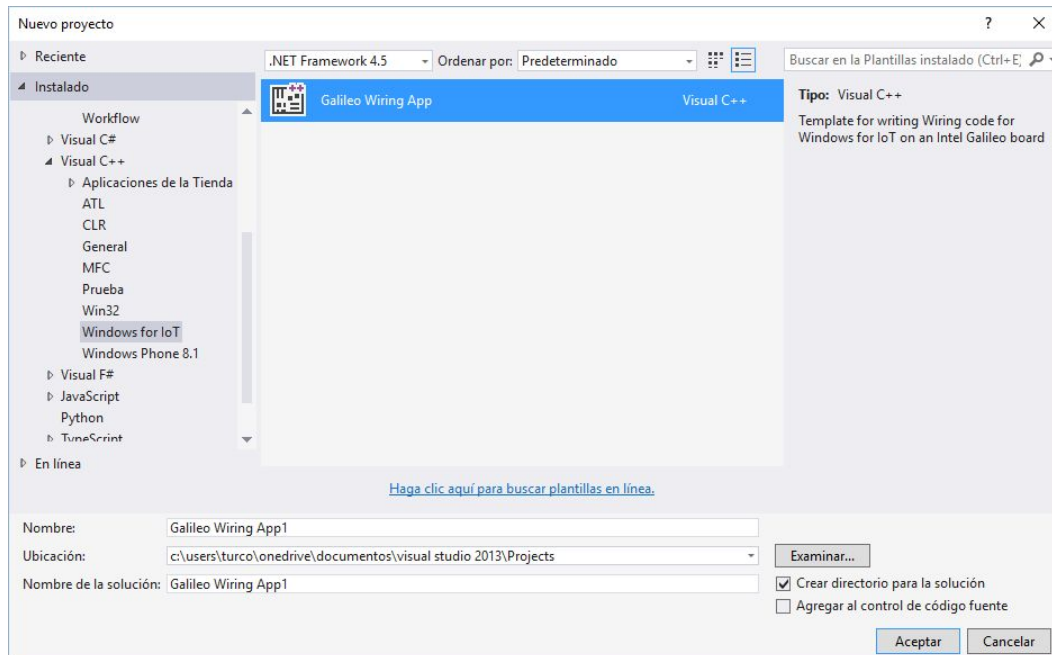 Nuevo proyecto
?
Reciente
Instalado
Workflow
Visual C#
Visual C++
Aplicaciones de la Tienda
ATL
CLR
General
MFC
Prueba
Win32
Windows for IoT
Windows Phone 8.1
Visual F#
JavaScript
Python
TypeScript
En línea
.NET Framework 4.5
Ordenar por: Predeterminado
Galileo Wiring App Visual C++
Haga clic aquí para buscar plantillas en línea.
Buscar en la Plantillas instalado (Ctrl+E)
Tipo: Visual C++
Template for writing Wiring code for
Windows for IoT on an Intel Galileo board
Nombre: Galileo Wiring App1
Ubicación: c:\users\turco\onedrive\documentos\visual studio 2013\Projects
Examinar...
Nombre de la solución: Galileo Wiring App1
Crear directorio para la solución
Agregar al control de código fuente
Aceptar Cancelar